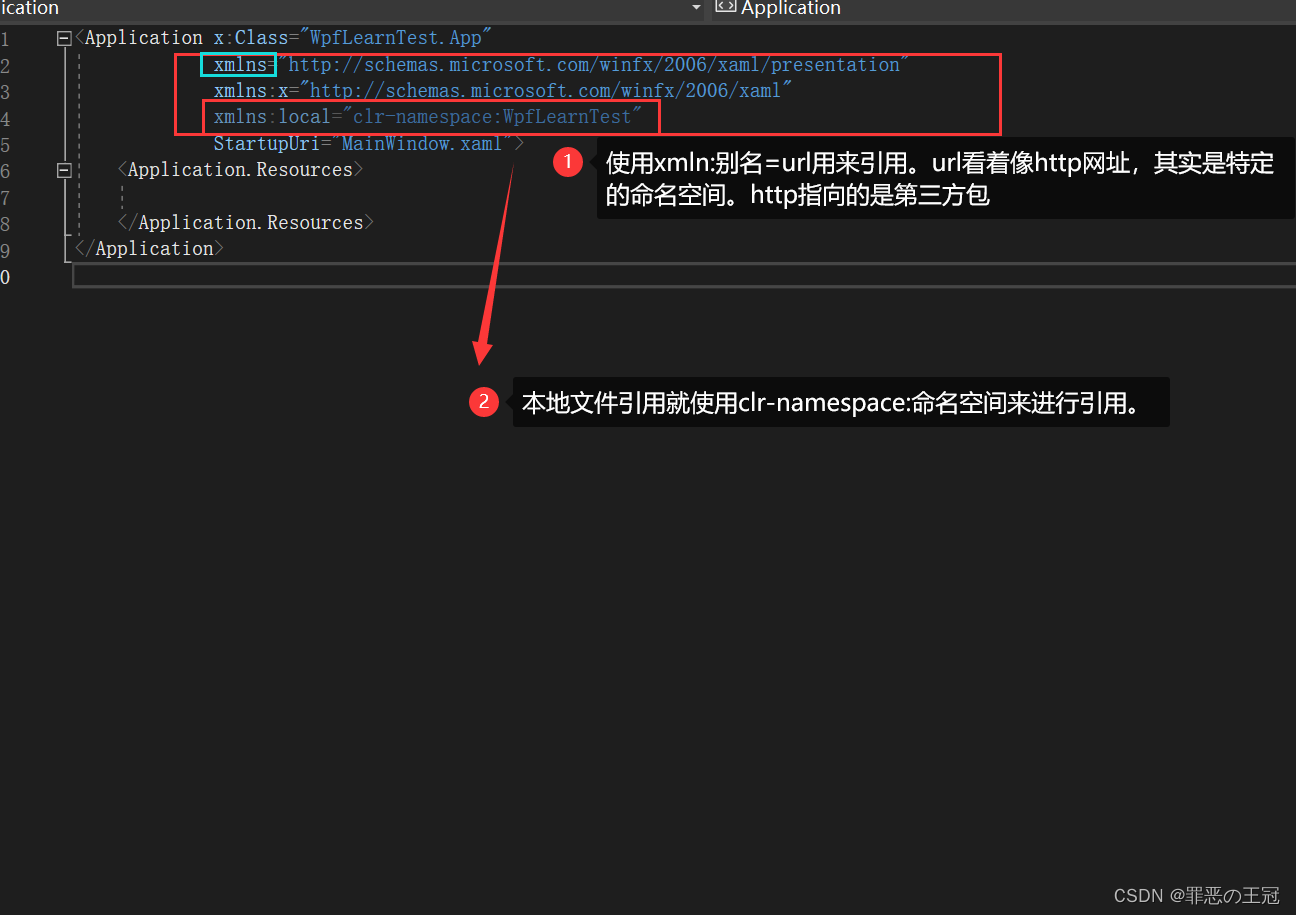 ication
Application
1 <Application x:Class="WpfLearnTest.App"
2 xmlns="http://schemas.microsoft.com/winfx/2006/xaml/presentation"
3 xmlns:x="http://schemas.microsoft.com/winfx/2006/xaml"
4 xmlns:local="clr-namespace:WpfLearnTest"
5 StartupUri="MainWindow.xaml">
6 <Application.Resources>
7
8 </Application.Resources>
9 </Application>
0
1 使用xmln:别名=url用来引用。url看着像http网址，其实是特定
的命名空间。http指向的是第三方包
2 本地文件引用就使用clr-namespace:命名空间来进行引用。
CSDN @罪恶の王冠